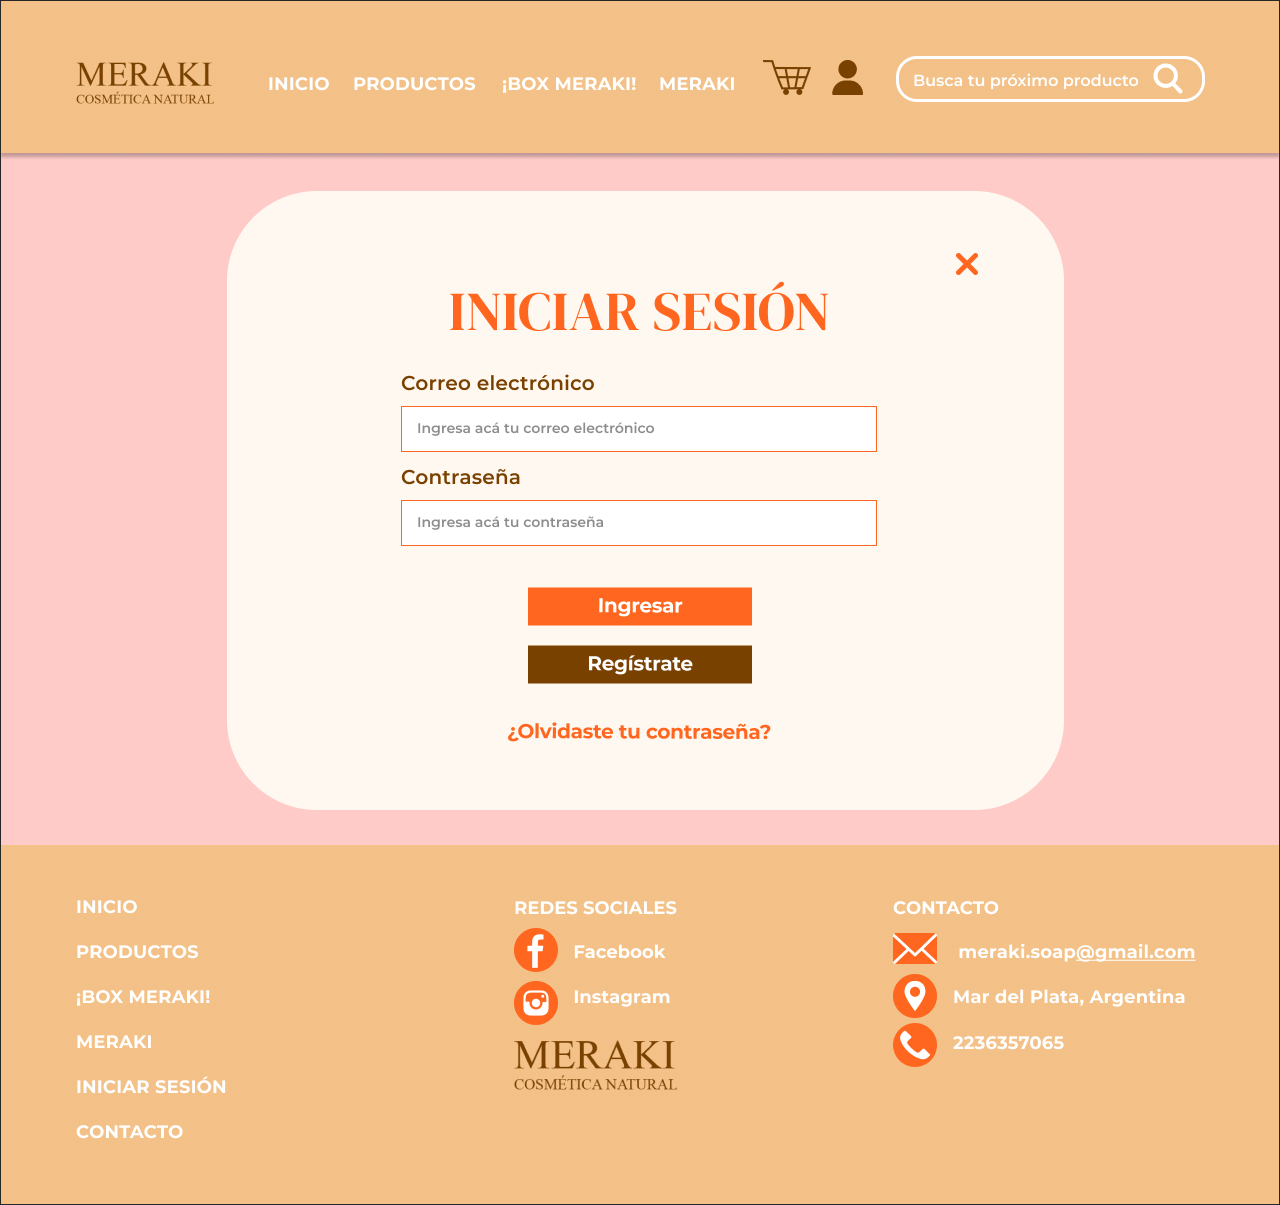 MERAKI
COSMÉTICA NATURAL
INICIO PRODUCTOS ¡BOX MERAKI! MERAKI
Busca tu próximo producto
INICIAR SESIÓN
Correo electrónico
Ingresa acá tu correo electrónico
Contraseña
Ingresa acá tu contraseña
Ingresar
Regístrate
¿Olvidaste tu contraseña?
INICIO
PRODUCTOS
¡BOX MERAKI!
MERAKI
INICIAR SESIÓN
CONTACTO
REDES SOCIALES
Facebook
Instagram
MERAKI
COSMÉTICA NATURAL
CONTACTO
meraki.soap@gmail.com
Mar del Plata, Argentina
2236357065